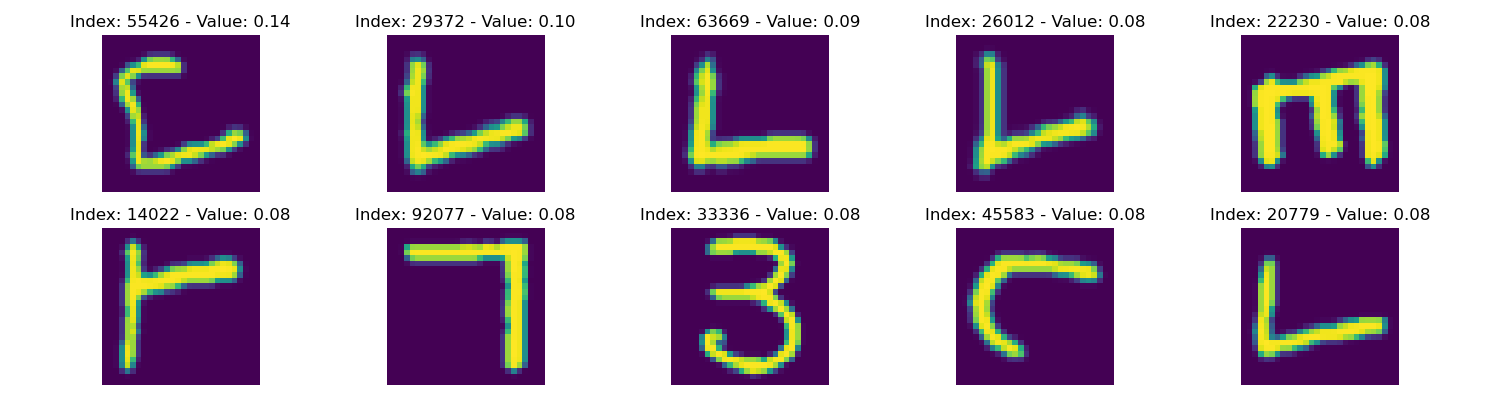 Index: 55426 - Value: 0.14 Index: 29372 - Value: 0.10 Index: 63669 - Value: 0.09 Index: 26012 - Value: 0.08 Index: 22230 - Value: 0.08
L L L m
Index: 14022 - Value: 0.08 Index: 92077 - Value: 0.08 Index: 33336 - Value: 0.08 Index: 45583 - Value: 0.08 Index: 20779 - Value: 0.08
r 7 3 L